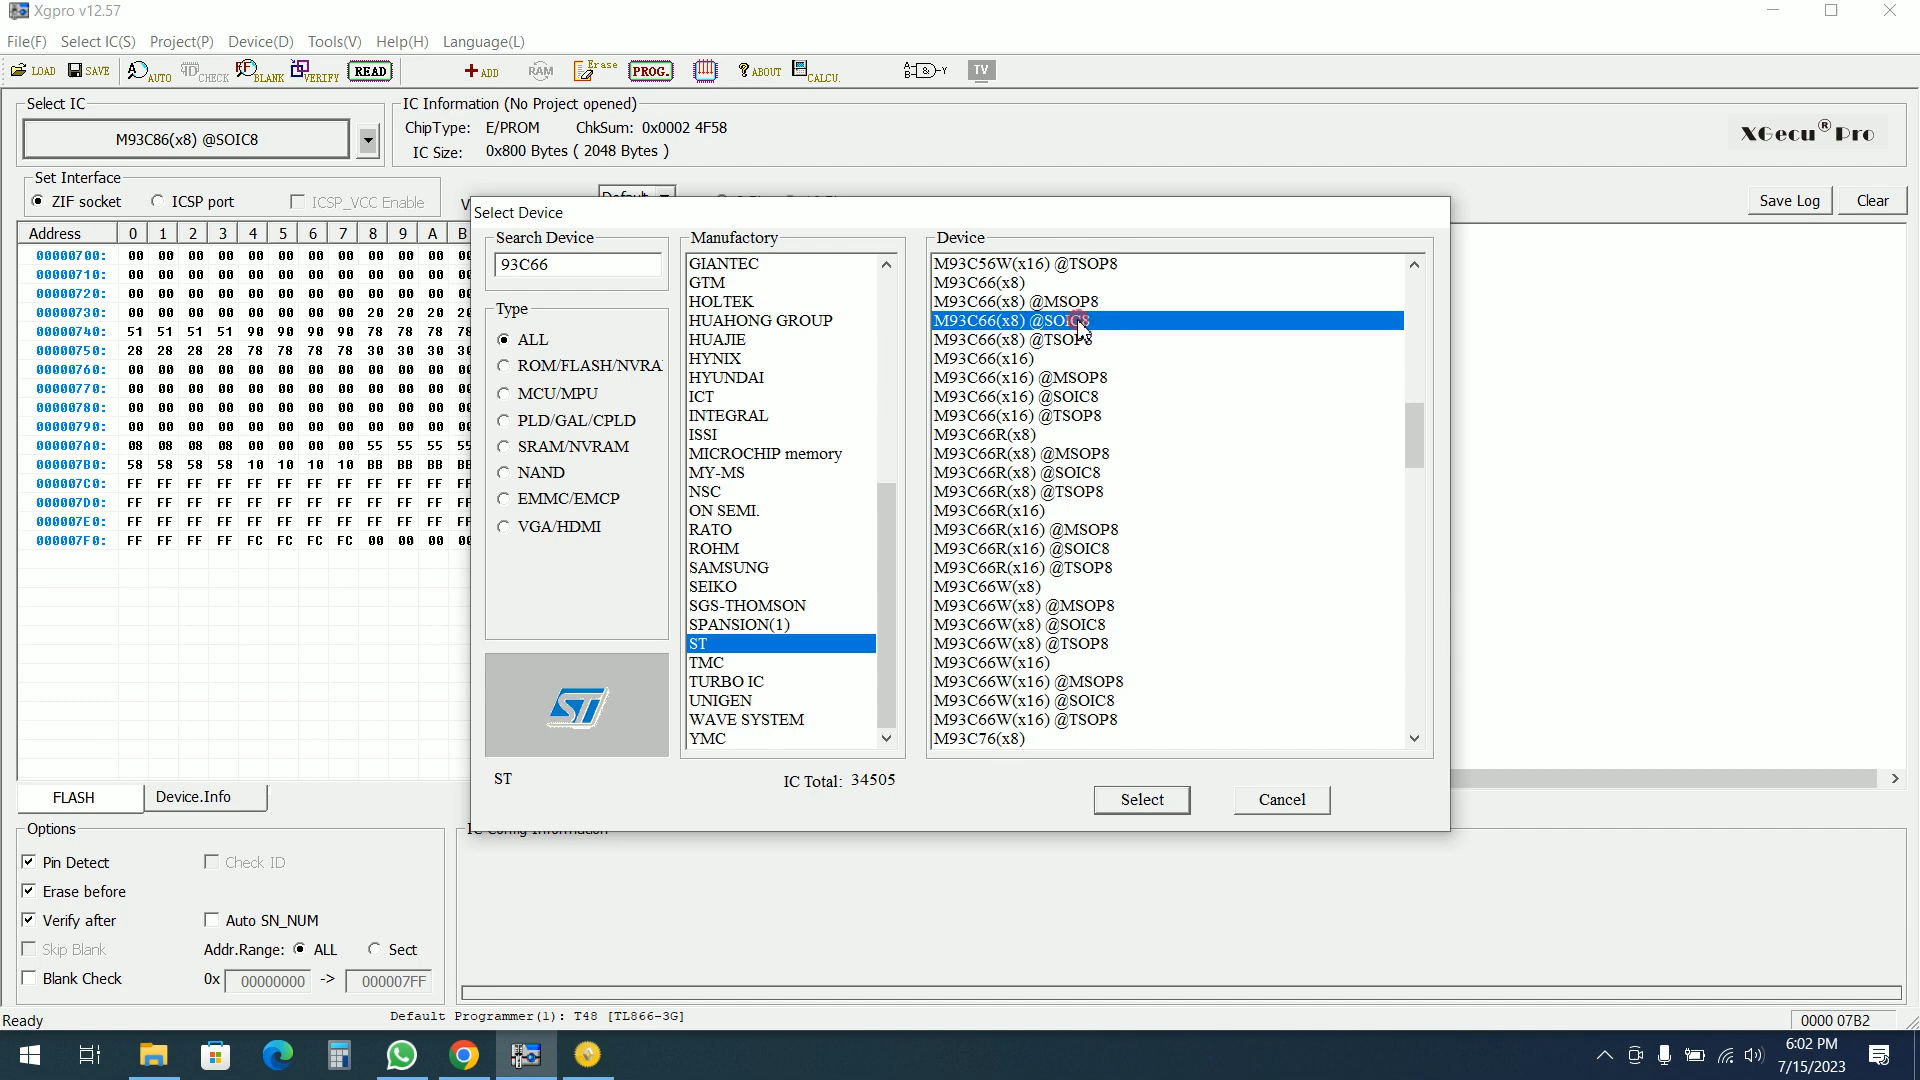 Xgpro v12.57
File(F) Select IC(S) Project(P) Device(D) Tools(V) Help(H) Language(L)
LOAD SAVE AUTO CHECK BLANK VERIFY READ ADD RAM Erase PROG. ABOUT CALCU. TV
Select IC
M93C86(x8) @SOIC8
IC Information (No Project opened)
ChipType: E/PROM ChkSum: 0x0002 4F58
IC Size: 0x800 Bytes ( 2048 Bytes )
XGecu® Pro
Set Interface
ZIF socket ICSP port ICSP_VCC Enable
Save Log Clear
Address 0 1 2 3 4 5 6 7 8 9 A B
00000700: 00 00 00 00 00 00 00 00 00 00 00
00000710: 00 00 00 00 00 00 00 00 00 00 00
00000720: 00 00 00 00 00 00 00 00 00 00 00
00000730: 00 00 00 00 00 00 00 00 20 20 20
00000740: 51 51 51 51 90 90 90 90 78 78 78
00000750: 28 28 28 28 78 78 78 78 30 30 30
00000760: 00 00 00 00 00 00 00 00 00 00 00
00000770: 00 00 00 00 00 00 00 00 00 00 00
00000780: 00 00 00 00 00 00 00 00 00 00 00
00000790: 00 00 00 00 00 00 00 00 00 00 00
000007A0: 08 08 08 08 00 00 00 00 55 55 55
000007B0: 58 58 58 58 10 10 10 10 BB BB BB
000007C0: FF FF FF FF FF FF FF FF FF FF FF
000007D0: FF FF FF FF FF FF FF FF FF FF FF
000007E0: FF FF FF FF FF FF FF FF FF FF FF
000007F0: FF FF FF FF FC FC FC FC 00 00 00
FLASH Device.Info
Select Device
Search Device
93C66
Type
ALL
ROM/FLASH/NVRA
MCU/MPU
PLD/GAL/CPLD
SRAM/NVRAM
NAND
EMMC/EMCP
VGA/HDMI
ST
ST
Manufactory
GIANTEC
GTM
HOLTEK
HUAHONG GROUP
HUAJIE
HYNIX
HYUNDAI
ICT
INTEGRAL
ISSI
MICROCHIP memory
MY-MS
NSC
ON SEMI.
RATO
ROHM
SAMSUNG
SEIKO
SGS-THOMSON
SPANSION(1)
ST
TMC
TURBO IC
UNIGEN
WAVE SYSTEM
YMC
IC Total: 34505
Device
M93C56W(x16) @TSOP8
M93C66(x8)
M93C66(x8) @MSOP8
M93C66(x8) @SOIC8
M93C66(x8) @TSOP8
M93C66(x16)
M93C66(x16) @MSOP8
M93C66(x16) @SOIC8
M93C66(x16) @TSOP8
M93C66R(x8)
M93C66R(x8) @MSOP8
M93C66R(x8) @SOIC8
M93C66R(x8) @TSOP8
M93C66R(x16)
M93C66R(x16) @MSOP8
M93C66R(x16) @SOIC8
M93C66R(x16) @TSOP8
M93C66W(x8)
M93C66W(x8) @MSOP8
M93C66W(x8) @SOIC8
M93C66W(x8) @TSOP8
M93C66W(x16)
M93C66W(x16) @MSOP8
M93C66W(x16) @SOIC8
M93C66W(x16) @TSOP8
M93C76(x8)
Select Cancel
Options
Pin Detect Check ID
Erase before
Verify after Auto SN_NUM
Skip Blank Addr.Range: ALL Sect
Blank Check 0x 00000000 -> 000007FF
Ready Default Programmer(1): T48 [TL866-3G] 0000 07B2
6:02 PM
7/15/2023